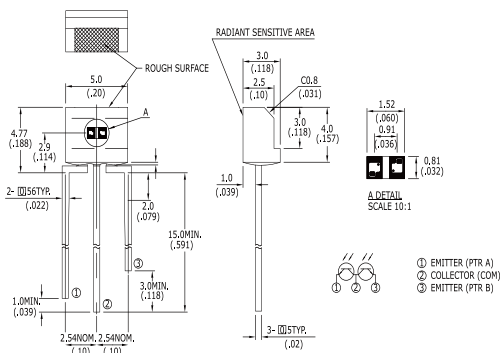 RADIANT SENSITIVE AREA
ROUGH SURFACE
5.0
(.20)
A
4.77
(.188)
2.9
(.114)
2- 0.56TYP.
(.022)
2.0
(.079)
15.0MIN.
(.591)
3.0MIN.
(.118)
1.0MIN.
(.039)
①
②
③
2.54NOM.
(.10)
2.54NOM.
(.10)
3.0
(.118)
2.5
(.10)
C0.8
(.031)
3.0
(.118)
4.0
(.157)
1.0
(.039)
3- 0.5TYP.
(.02)
1.52
(.060)
0.91
(.036)
0.81
(.032)
A DETAIL
SCALE 10:1
① ② ③
① EMITTER (PTR A)
② COLLECTOR (COM)
③ EMITTER (PTR B)